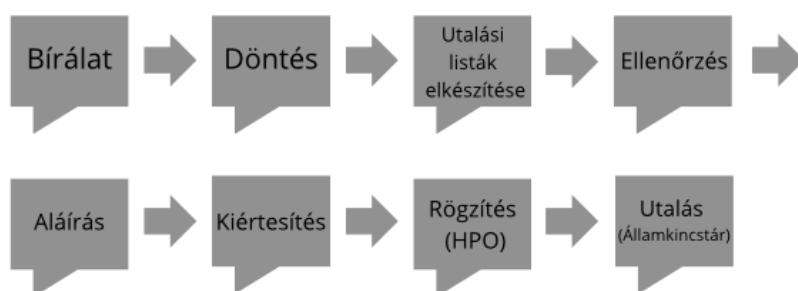 Bírálat
Döntés
Utalási
listák
elkészítése
Ellenőrzés
Aláírás
Kiértesítés
Rögzítés
(HPO)
Utalás
(Államkincstár)